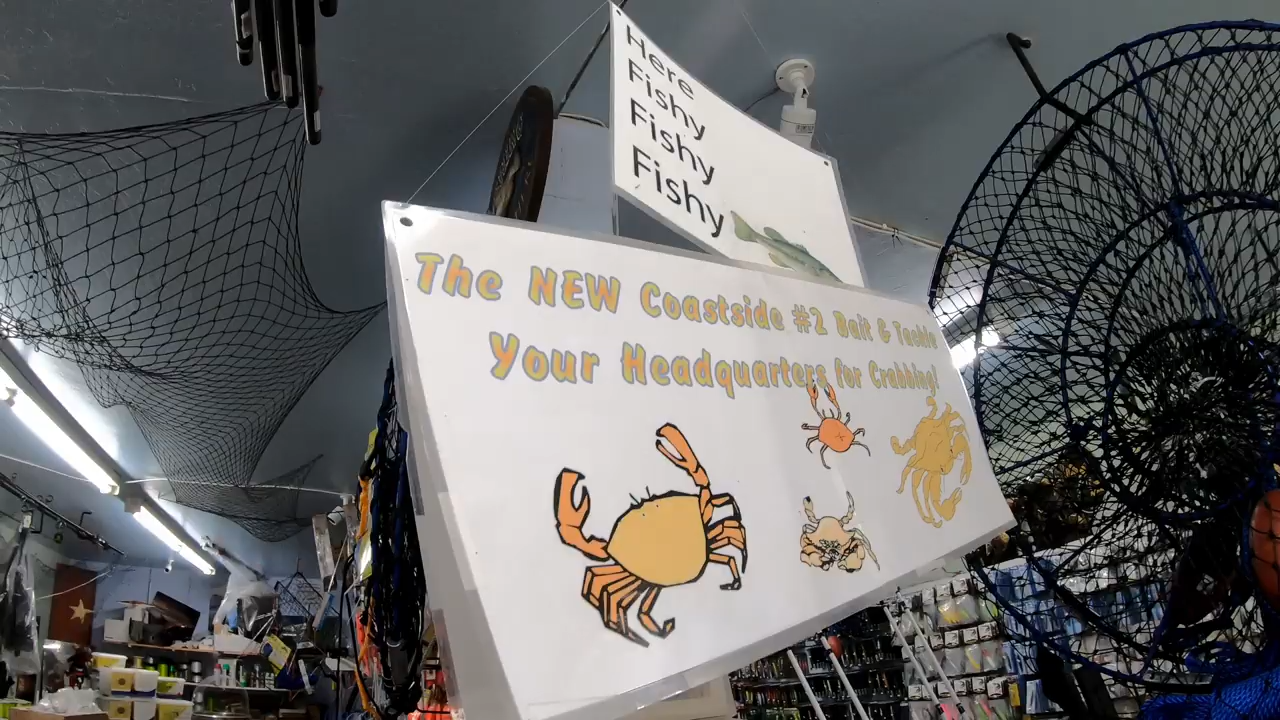 Here
Fishy
Fishy
Fishy
The NEW Coastside #2 Bait & Tackle
Your Headquarters for Crabbing!